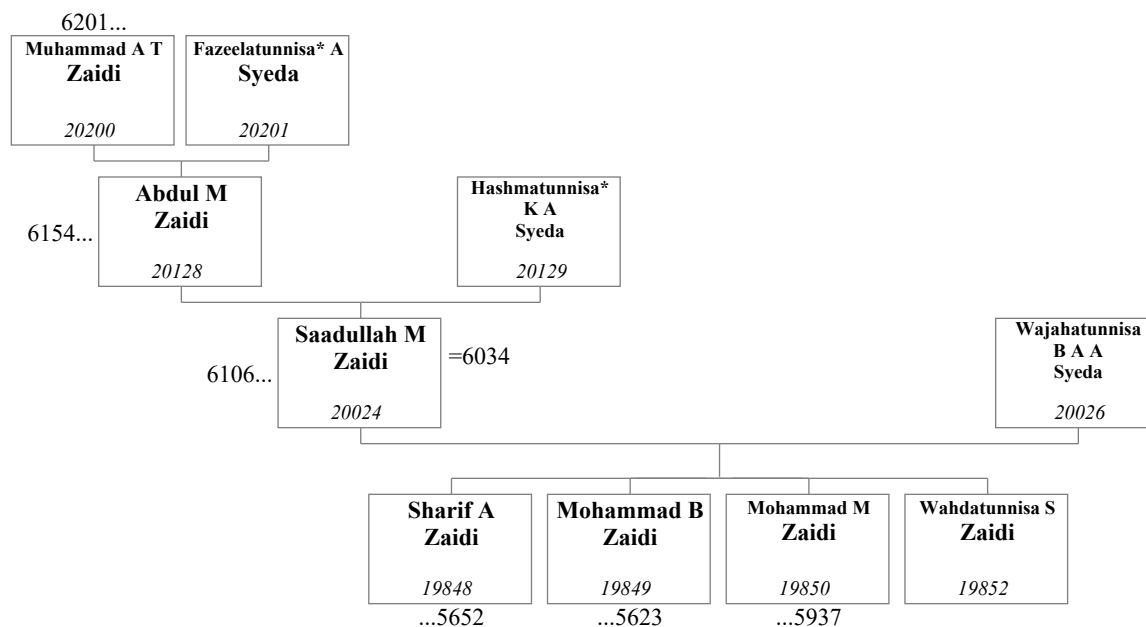 6201...
Muhammad A T
Zaidi
20200
Fazeelatunnisa* A
Syeda
20201
6154...
Abdul M
Zaidi
20128
Hashmatunnisa*
K A
Syeda
20129
6106...
Saadullah M
Zaidi
20024
=6034
Wajahatunnisa
B A A
Syeda
20026
Sharif A
Zaidi
19848
...5652
Mohammad B
Zaidi
19849
...5623
Mohammad M
Zaidi
19850
...5937
Wahdatunnisa S
Zaidi
19852